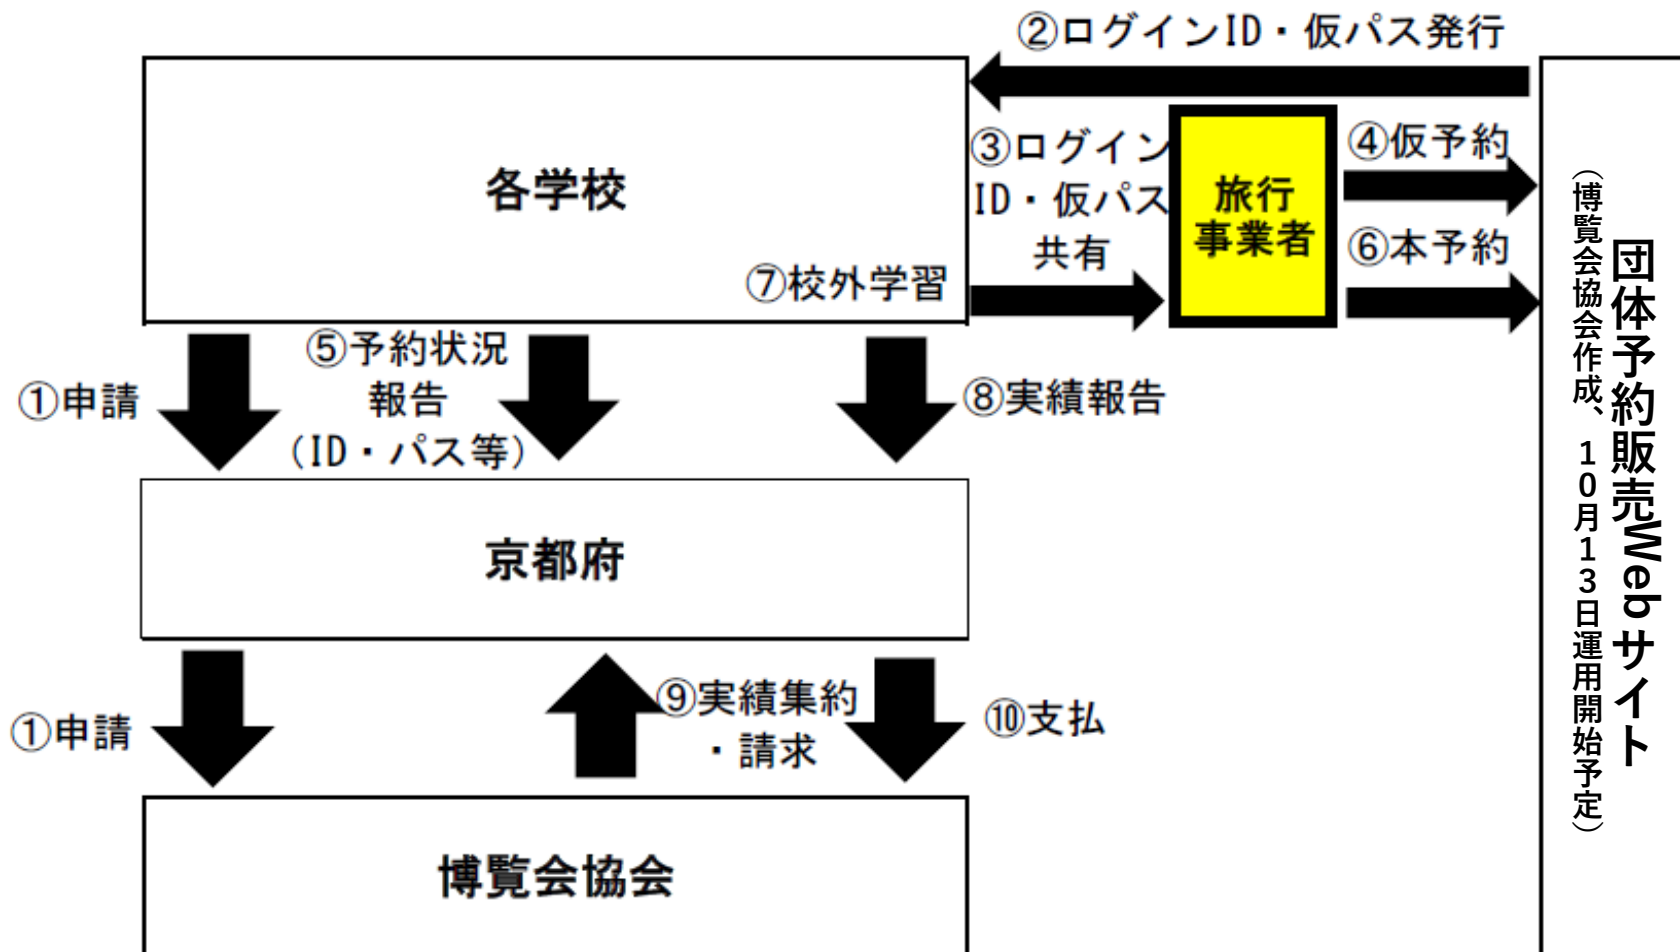 ②ログインID・仮パス発行
各学校
③ログイン
ID・仮パス
共有
旅行
事業者
④仮予約
⑥本予約
⑦校外学習
①申請
⑤予約状況
報告
（ID・パス等）
⑧実績報告
京都府
①申請
⑨実績集約
・請求
⑩支払
博覧会協会
団体予約販売Webサイト
（博覧会協会作成、10月13日運用開始予定）